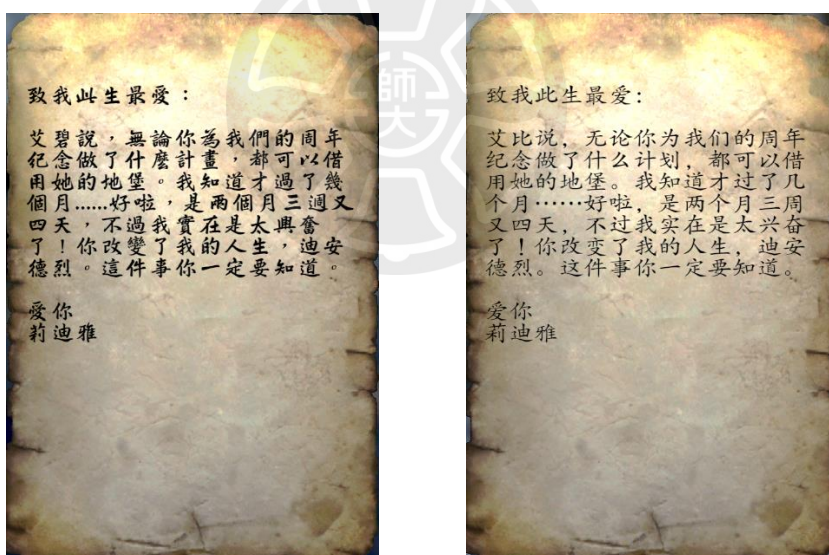 致我此生最愛：
艾碧說，無論你為我們的周年
紀念做了什麼計畫，都可以借
用她的地堡。我知道才過了幾
個月......好啦，是兩個月三週又
四天，不過我實在是太興奮
了！你改變了我的人生，迪安
德烈。這件事你一定要知道。
愛你
莉迪雅
致我此生最爱：
艾比说，无论你为我们的周年
纪念做了什么计划，都可以借
用她的地堡。我知道才过了几
个月……好啦，是两个月三周
又四天，不过我实在是太兴奋
了！你改变了我的人生，迪安
德烈。这件事你一定要知道。
爱你
莉迪雅
師
大